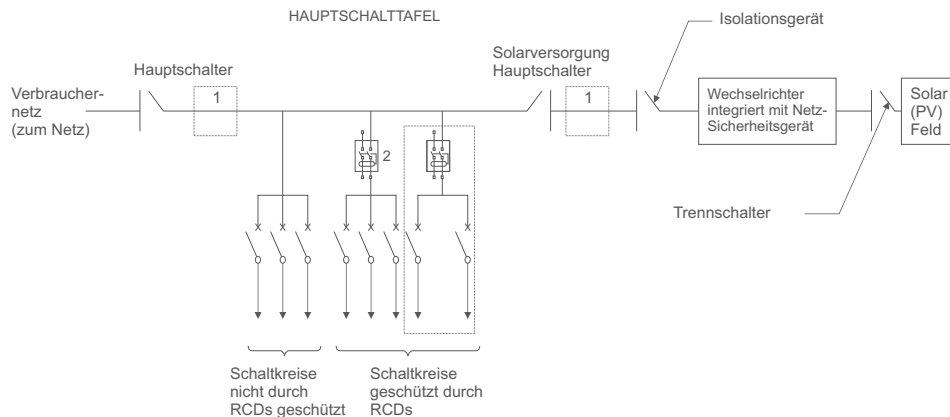 HAUPTSCHALTTAFEL
Isolationsgerät
Solarversorgung
Hauptschalter
Hauptschalter
1
1
Verbraucher-
netz
(zum Netz)
Wechselrichter
integriert mit Netz-
Sicherheitsgerät
Solar
(PV)
Feld
2
Trennschalter
Schaltkreise
nicht durch
RCDs geschützt
Schaltkreise
geschützt durch
RCDs